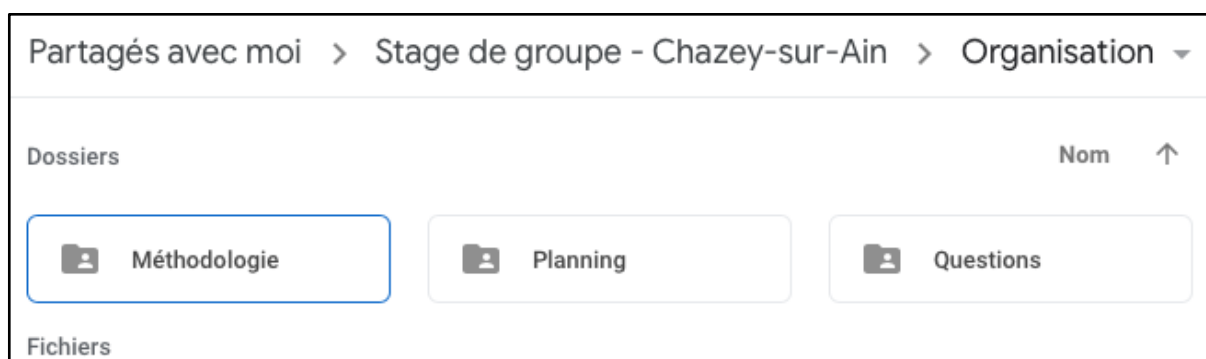 Partagés avec moi > Stage de groupe - Chazey-sur-Ain > Organisation
Dossiers Nom
Méthodologie Planning Questions
Fichiers